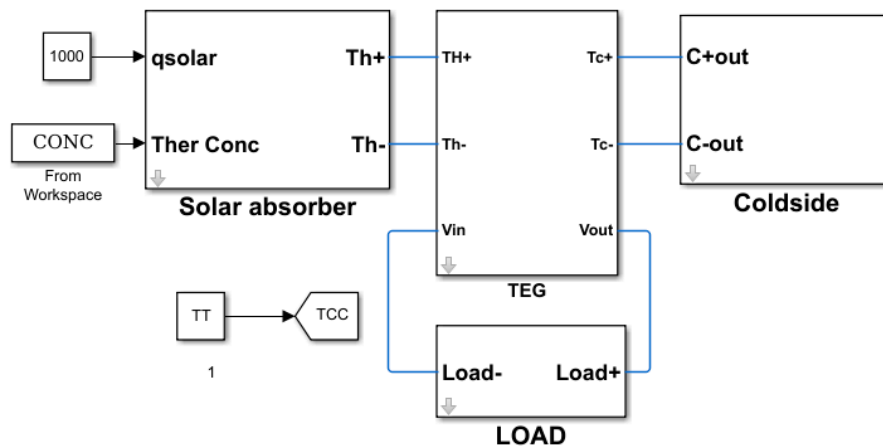 1000
qsolar
Th+
CONC
Ther Conc
Th-
From
Workspace
Solar absorber
TH+
Tc+
Th-
Tc-
Vin
Vout
TEG
C+out
C-out
Coldside
TT
TCC
1
Load-
Load+
LOAD